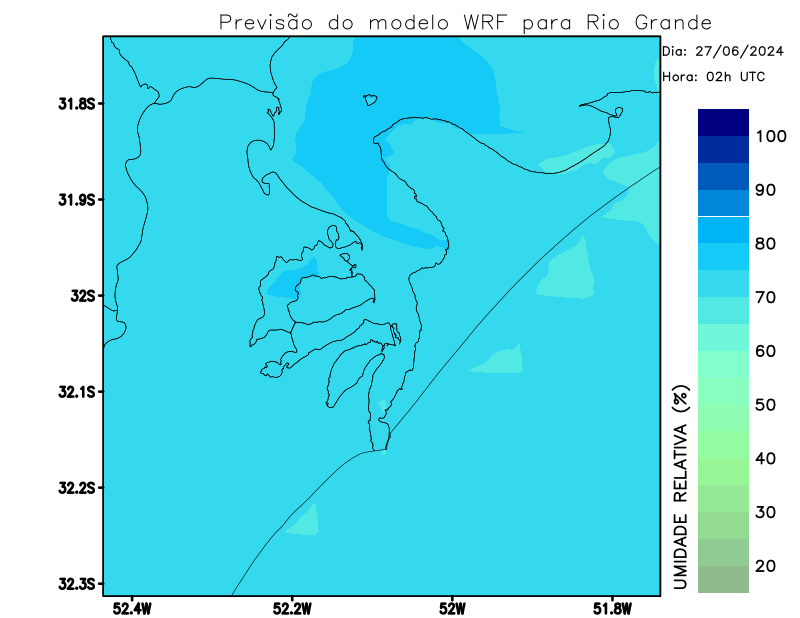 Previsão do modelo WRF para Rio Grande
Dia: 27/06/2024
Hora: 02h UTC
31.8S
31.9S
32S
32.1S
32.2S
32.3S
52.4W
52.2W
52W
51.8W
100
90
80
70
60
50
40
30
20
UMIDADE RELATIVA (%)